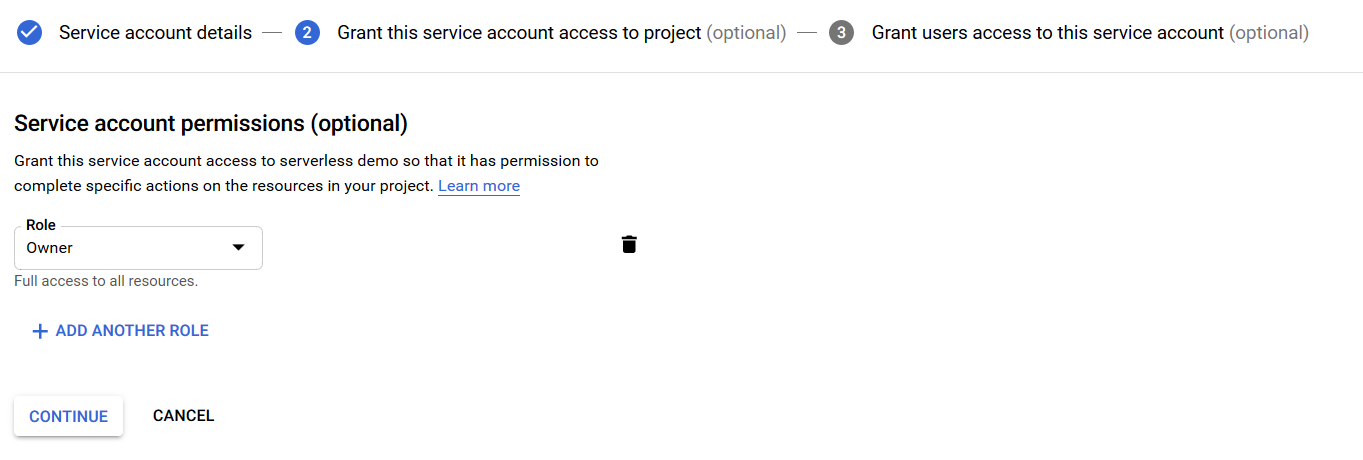 Service account details — 2 Grant this service account access to project (optional) — 3 Grant users access to this service account (optional)
Service account permissions (optional)
Grant this service account access to serverless demo so that it has permission to
complete specific actions on the resources in your project. Learn more
Role
Owner
Full access to all resources.
+ ADD ANOTHER ROLE
CONTINUE CANCEL